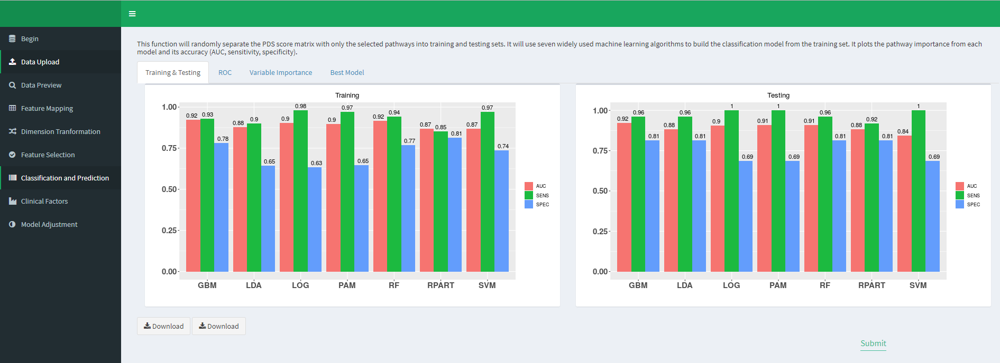 Begin
Data Upload
Data Preview
Feature Mapping
Dimension Tranformation
Feature Selection
Classification and Prediction
Clinical Factors
Model Adjustment
This function will randomly separate the PDS score matrix with only the selected pathways into training and testing sets. It will use seven widely used machine learning algorithms to build the classification model from the training set. It plots the pathway importance from each
model and its accuracy (AUC, sensitivity, specificity).
Training & Testing ROC Variable Importance Best Model
Training
1.00
0.75
0.50
0.25
0.00
0.92 0.93 0.78 0.88 0.9 0.65 0.9 0.98 0.63 0.9 0.97 0.65 0.92 0.94 0.77 0.87 0.85 0.81 0.87 0.97 0.74
GBM LDA LOG PAM RF RPART SVM
AUC
SENS
SPEC
Testing
1.00
0.75
0.50
0.25
0.00
0.92 0.96 0.81 0.88 0.96 0.81 0.9 1 0.69 0.91 1 0.69 0.91 0.96 0.81 0.88 0.92 0.81 0.84 1 0.69
GBM LDA LOG PAM RF RPART SVM
AUC
SENS
SPEC
Download Download
Submit